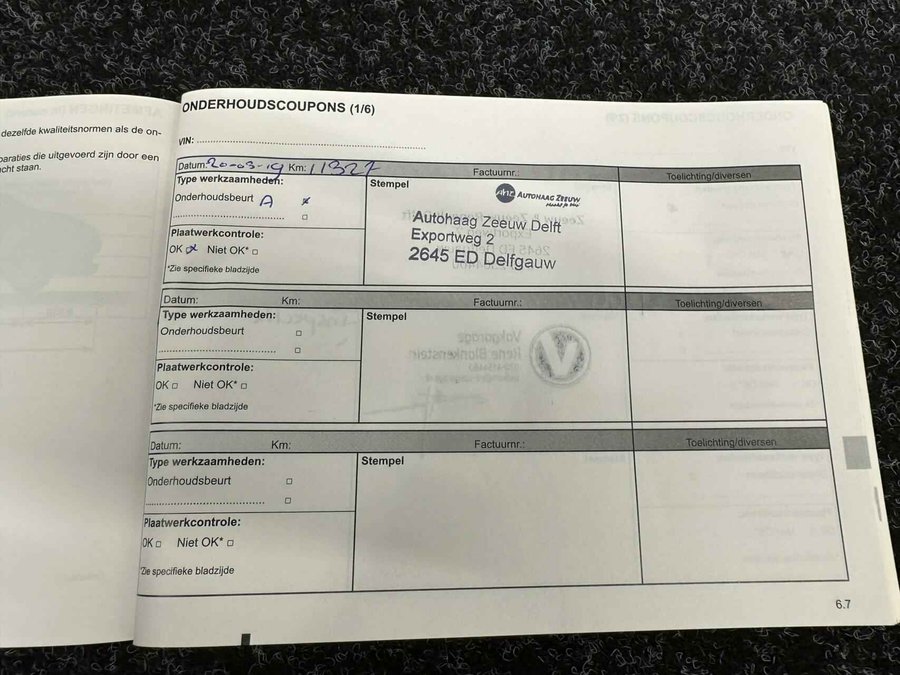 dezelfde kwaliteitsnormen als de on-
paraties die uitgevoerd zijn door een
cht staan.
ONDERHOUDSCOUPONS (1/6)
VIN:
Datum: 20-03-19 Km: 11327 Factuurnr.: Toelichting/diversen
Type werkzaamheden: Stempel
Onderhoudsbeurt A
AHZ AUTOHAAG ZEEUW
Autohaag Zeeuw Delft
Exportweg 2
2645 ED Delfgauw
Plaatwerkcontrole:
OK x Niet OK*
*Zie specifieke bladzijde
Datum: Km: Factuurnr.: Toelichting/diversen
Type werkzaamheden: Stempel
Onderhoudsbeurt
Plaatwerkcontrole:
OK Niet OK*
*Zie specifieke bladzijde
Datum: Km: Factuurnr.: Toelichting/diversen
Type werkzaamheden: Stempel
Onderhoudsbeurt
Plaatwerkcontrole:
OK Niet OK*
*Zie specifieke bladzijde
6.7